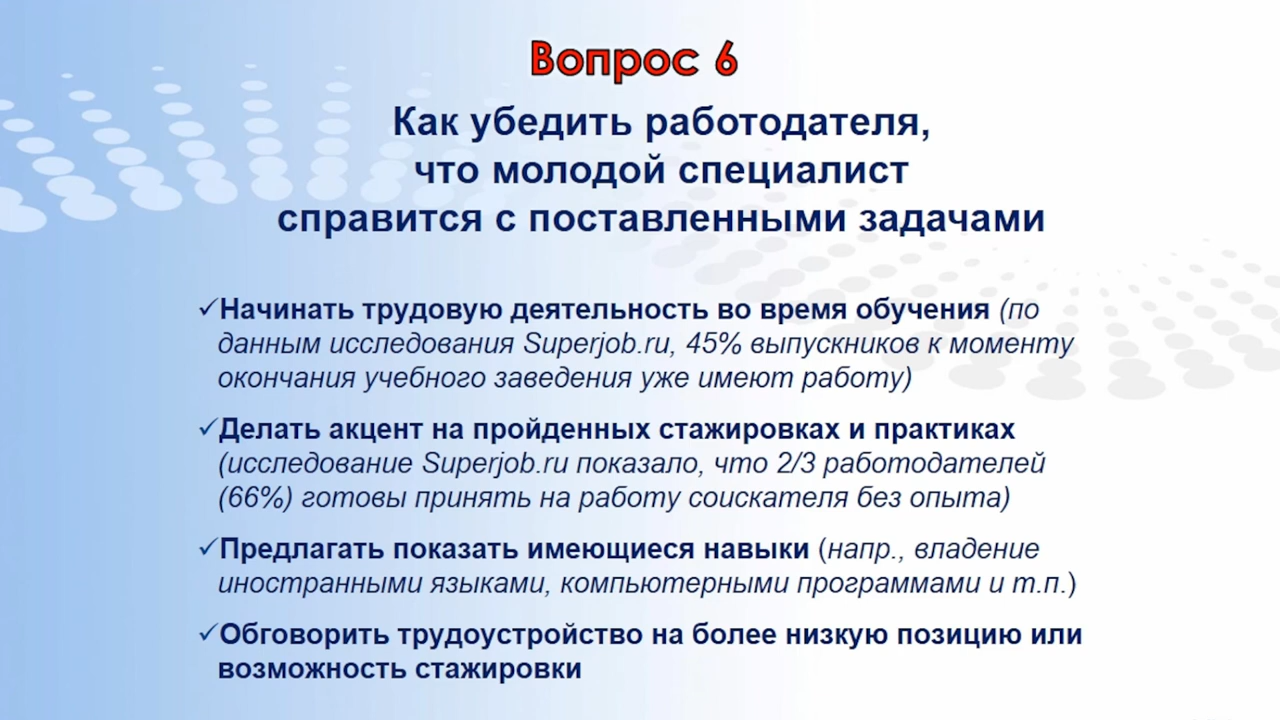 Вопрос 6
Как убедить работодателя,
что молодой специалист
справится с поставленными задачами
✓Начинать трудовую деятельность во время обучения (по
данным исследования Superjob.ru, 45% выпускников к моменту
окончания учебного заведения уже имеют работу)
✓Делать акцент на пройденных стажировках и практиках
(исследование Superjob.ru показало, что 2/3 работодателей
(66%) готовы принять на работу соискателя без опыта)
✓Предлагать показать имеющиеся навыки (напр., владение
иностранными языками, компьютерными программами и т.п.)
✓Обговорить трудоустройство на более низкую позицию или
возможность стажировки